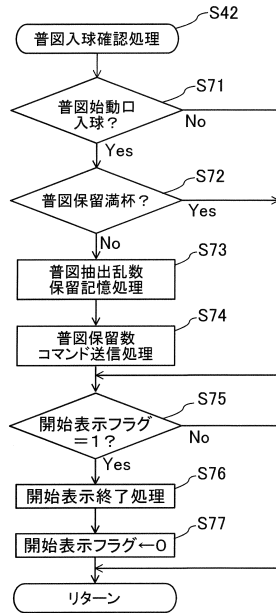 S42
普図入球確認処理
S71
普図始動口
入球？
No
Yes
S72
普図保留満杯？
Yes
No
S73
普図抽出乱数
保留記憶処理
S74
普図保留数
コマンド送信処理
S75
開始表示フラグ
＝1？
No
Yes
S76
開始表示終了処理
S77
開始表示フラグ←0
リターン